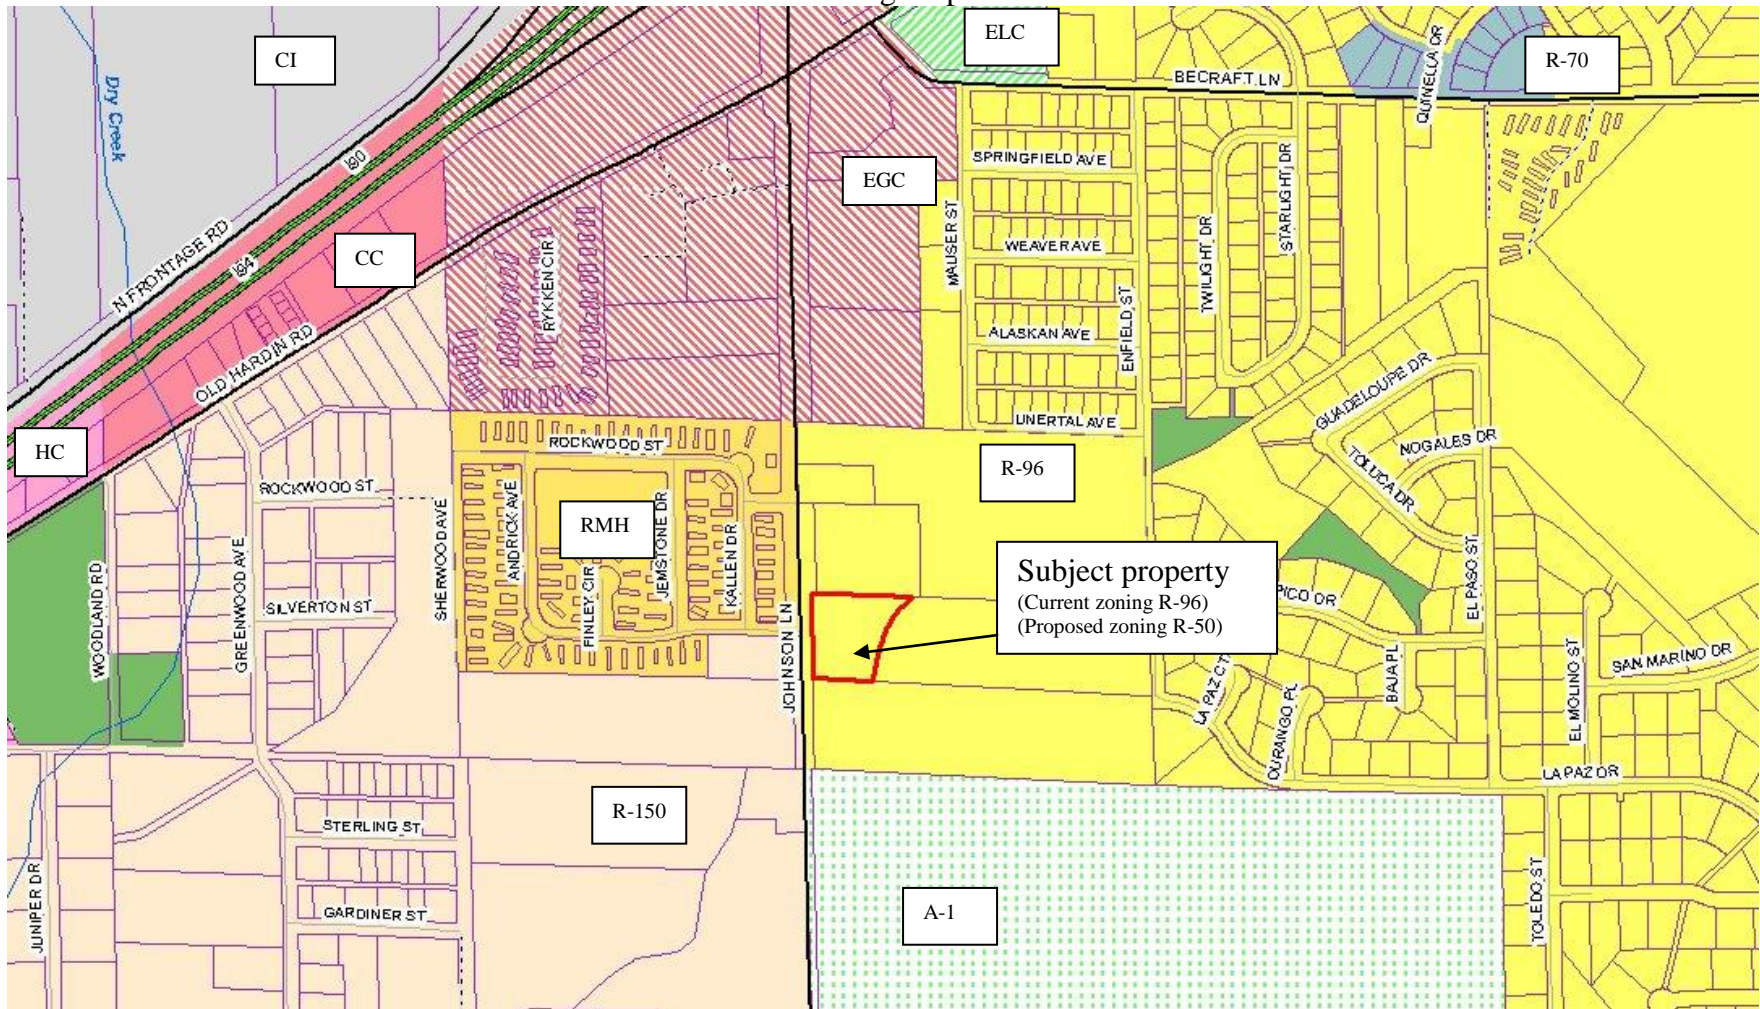 CI
ELC
R-70
QUINELLA DR
BECRAFT LN
Dry Creek
I90
SPRINGFIELD AVE
EGC
STARLIGHT DR
MAUSER ST
N FRONTAGE RD
CC
I94
RYKKEN CIR
WEAVER AVE
TWILIGHT DR
ENFIELD ST
ALASKAN AVE
OLD HARDIN RD
GUADELOUPE DR
UNERTAL AVE
HC
ROCKWOOD ST
NOGALES DR
R-96
TOLUCA DR
ROCKWOOD ST
SHERWOOD AVE
ANDRICK AVE
RMH
JEMSTONE DR
KALLEN DR
WOODLAND RD
GREENWOOD AVE
SILVERTON ST
FINLEY CIR
JOHNSON LN
Subject property
(Current zoning R-96)
(Proposed zoning R-50)
PICO DR
EL PASO ST
EL MOLINO ST
SAN MARINO DR
BAJA PL
LA PAZ CT
DURANGO PL
LA PAZ DR
R-150
STERLING ST
JUNIPER DR
GARDINER ST
A-1
TOLEDO ST